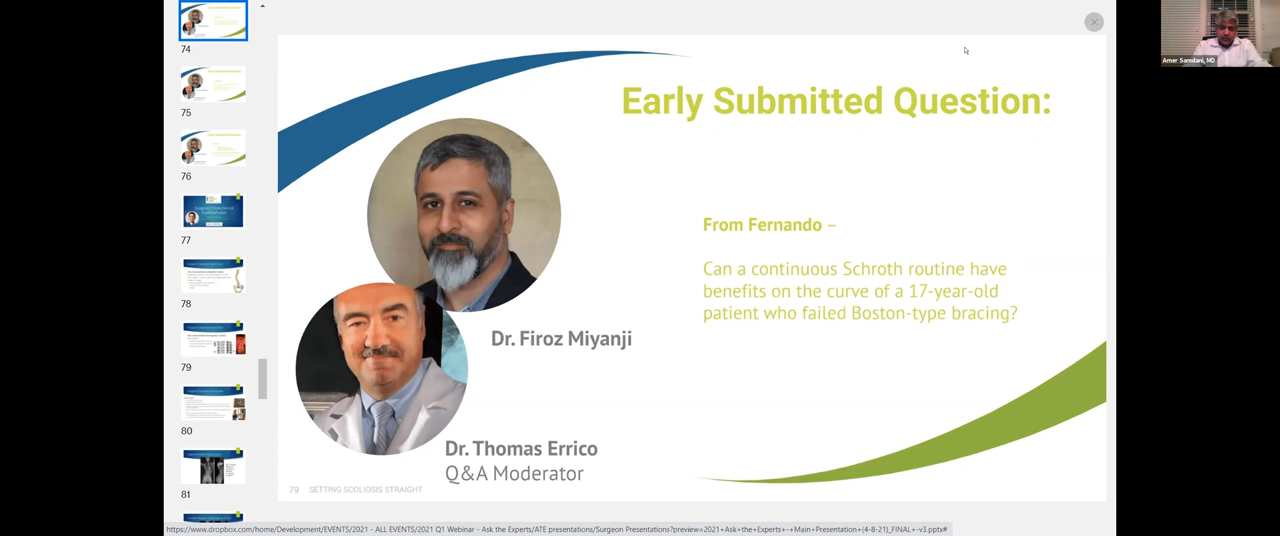 Early Submitted Question:
From Fernando –
Can a continuous Schroth routine have
benefits on the curve of a 17-year-old
patient who failed Boston-type bracing?
Dr. Firoz Miyanji
Dr. Thomas Errico
Q&A Moderator
79 SETTING SCOLIOSIS STRAIGHT
74
75
76
77
78
79
80
81
Amer Samdani, MD
https://www.dropbox.com/home/Development/EVENTS/2021 - ALL EVENTS/2021 Q1 Webinar - Ask the Experts/ATE presentations/Surgeon Presentations?preview=2021+Ask+the+Experts+-+Main+Presentation+(4-8-21)_FINAL+-v3.pptx#